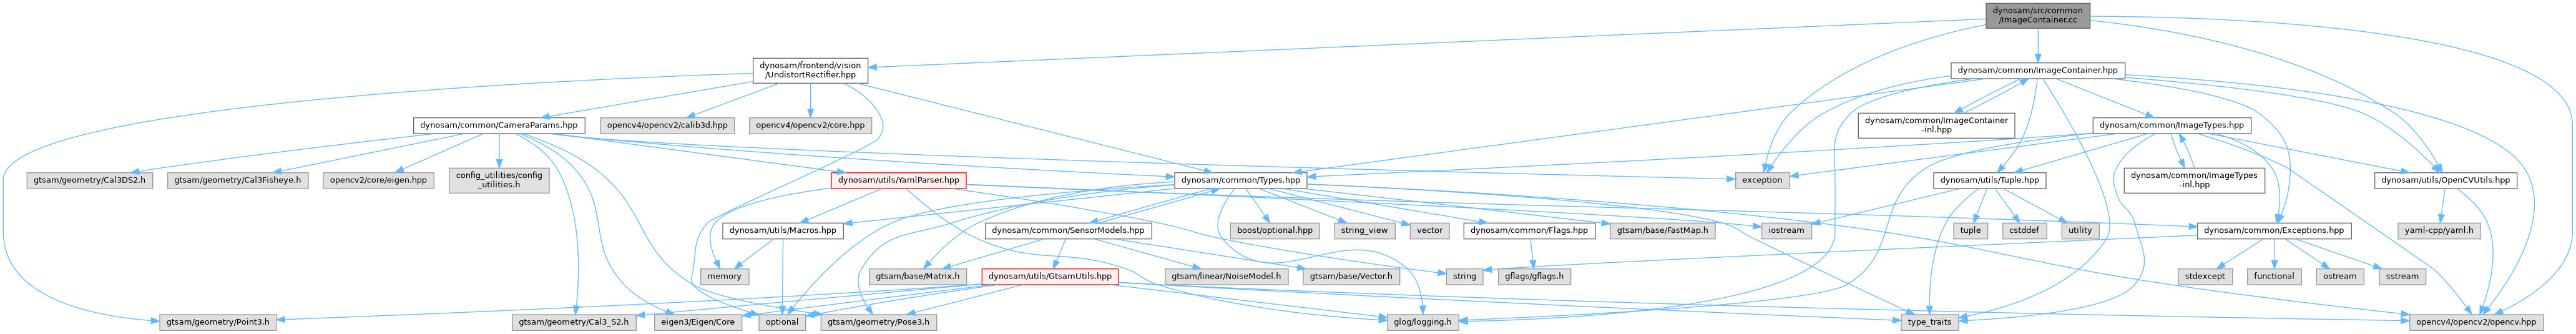 dynosam/src/common
/ImageContainer.cc
dynosam/frontend/vision
/UndistortRectifier.hpp
dynosam/common/ImageContainer.hpp
dynosam/common/CameraParams.hpp
opencv4/opencv2/calib3d.hpp
opencv4/opencv2/core.hpp
dynosam/common/ImageContainer
-inl.hpp
dynosam/common/ImageTypes.hpp
gtsam/geometry/Cal3DS2.h
gtsam/geometry/Cal3Fisheye.h
opencv2/core/eigen.hpp
config_utilities/config
_utilities.h
dynosam/utils/YamlParser.hpp
dynosam/common/Types.hpp
exception
dynosam/utils/Tuple.hpp
dynosam/common/ImageTypes
-inl.hpp
dynosam/utils/OpenCVUtils.hpp
dynosam/utils/Macros.hpp
dynosam/common/SensorModels.hpp
boost/optional.hpp
string_view
vector
dynosam/common/Flags.hpp
gtsam/base/FastMap.h
iostream
tuple
cstddef
utility
dynosam/common/Exceptions.hpp
yaml-cpp/yaml.h
memory
gtsam/base/Matrix.h
dynosam/utils/GtsamUtils.hpp
gtsam/linear/NoiseModel.h
gtsam/base/Vector.h
string
gflags/gflags.h
stdexcept
functional
ostream
sstream
gtsam/geometry/Point3.h
gtsam/geometry/Cal3_S2.h
eigen3/Eigen/Core
optional
gtsam/geometry/Pose3.h
glog/logging.h
type_traits
opencv4/opencv2/opencv.hpp